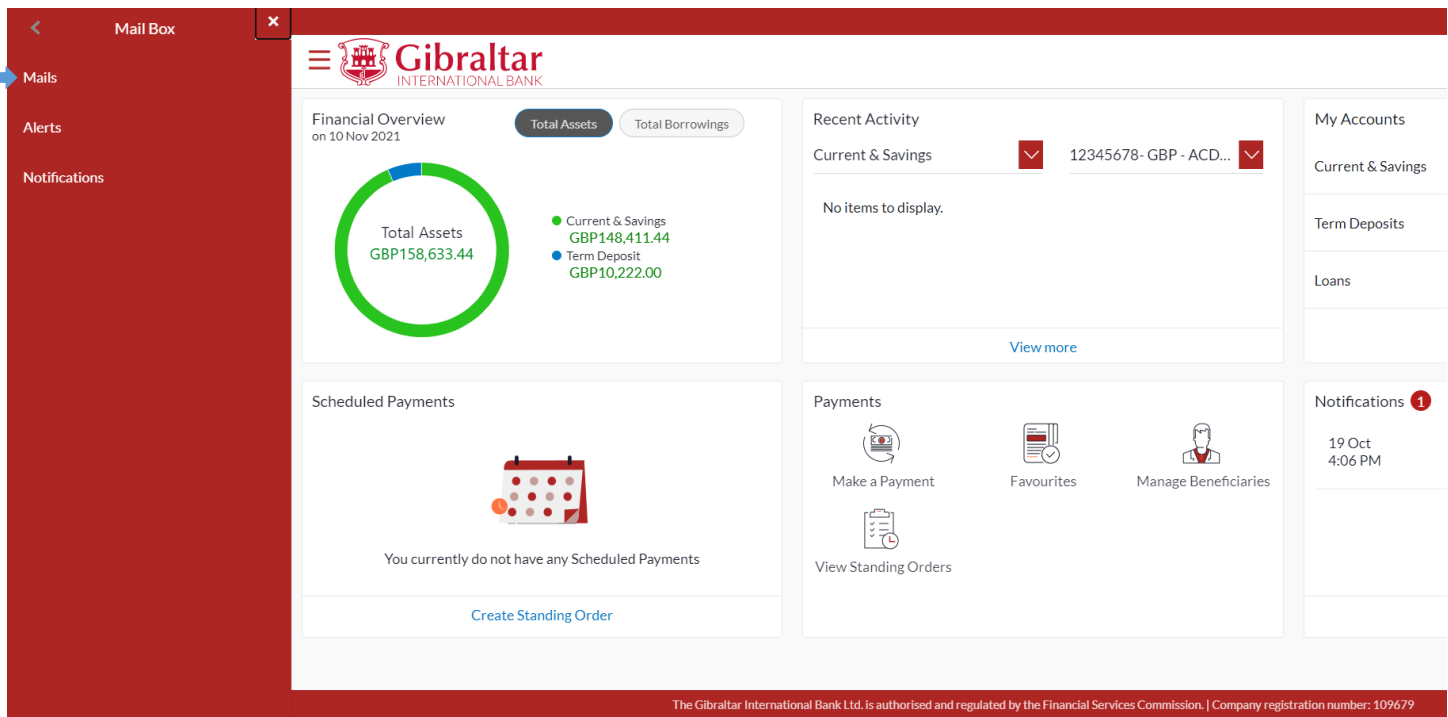 Mail Box
Mails
Alerts
Notifications
Gibraltar
INTERNATIONAL BANK
Financial Overview
on 10 Nov 2021
Total Assets
Total Borrowings
Total Assets
GBP158,633.44
Current & Savings
GBP148,411.44
Term Deposit
GBP10,222.00
Recent Activity
Current & Savings
12345678- GBP - ACD...
No items to display.
View more
My Accounts
Current & Savings
Term Deposits
Loans
Scheduled Payments
You currently do not have any Scheduled Payments
Create Standing Order
Payments
Make a Payment
Favourites
Manage Beneficiaries
View Standing Orders
Notifications 1
19 Oct
4:06 PM
The Gibraltar International Bank Ltd. is authorised and regulated by the Financial Services Commission. | Company registration number: 109679